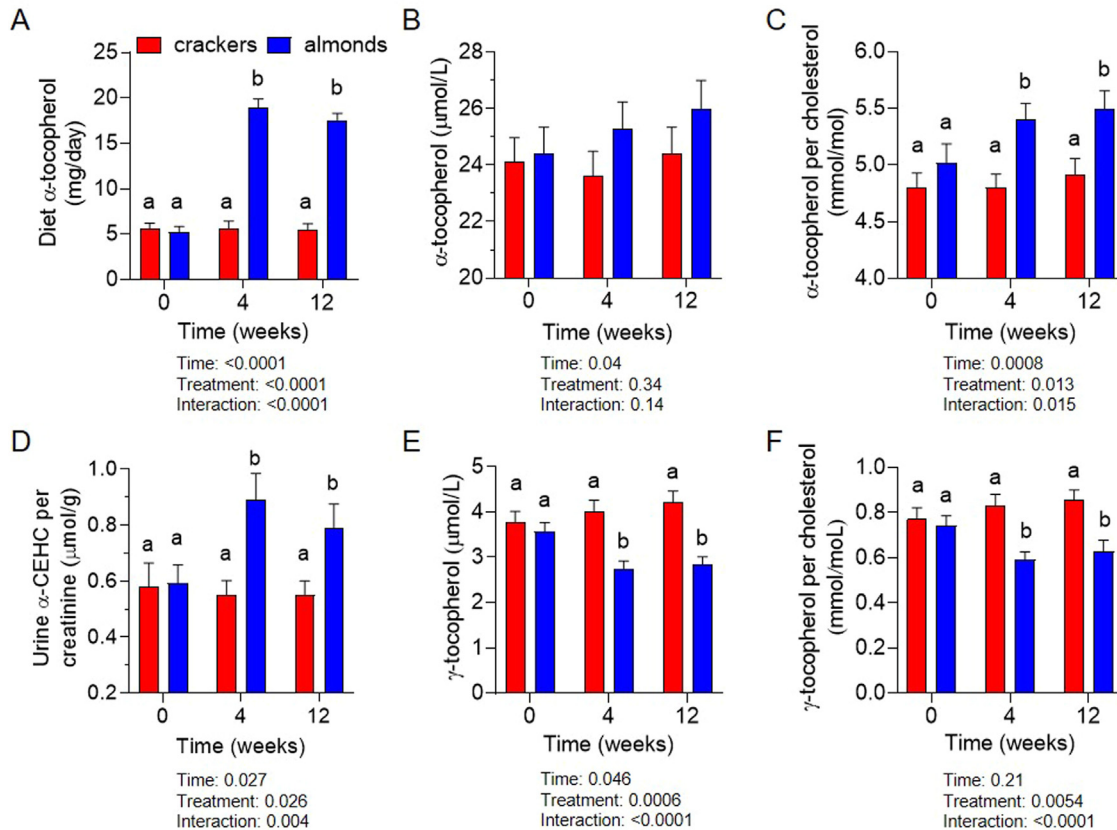 A
crackers
almonds
Diet α-tocopherol
(mg/day)
25
20
15
10
5
0
a
a
a
b
a
b
0
4
12
Time (weeks)
Time: <0.0001
Treatment: <0.0001
Interaction: <0.0001
B
α-tocopherol (μmol/L)
30
28
26
24
22
20
0
4
12
Time (weeks)
Time: 0.04
Treatment: 0.34
Interaction: 0.14
C
α-tocopherol per cholesterol
(mmol/mol)
6.0
5.5
5.0
4.5
4.0
a
a
a
b
a
b
0
4
12
Time (weeks)
Time: 0.0008
Treatment: 0.013
Interaction: 0.015
D
Urine α-CEHC per
creatinine (μmol/g)
1.0
0.8
0.6
0.4
0.2
a
a
a
b
a
b
0
4
12
Time (weeks)
Time: 0.027
Treatment: 0.026
Interaction: 0.004
E
γ-tocopherol (μmol/L)
5
4
3
2
1
0
a
a
a
b
a
b
0
4
12
Time (weeks)
Time: 0.046
Treatment: 0.0006
Interaction: <0.0001
F
γ-tocopherol per cholesterol
(mmol/moL)
1.0
0.8
0.6
0.4
0.2
0.0
a
a
a
b
a
b
0
4
12
Time (weeks)
Time: 0.21
Treatment: 0.0054
Interaction: <0.0001